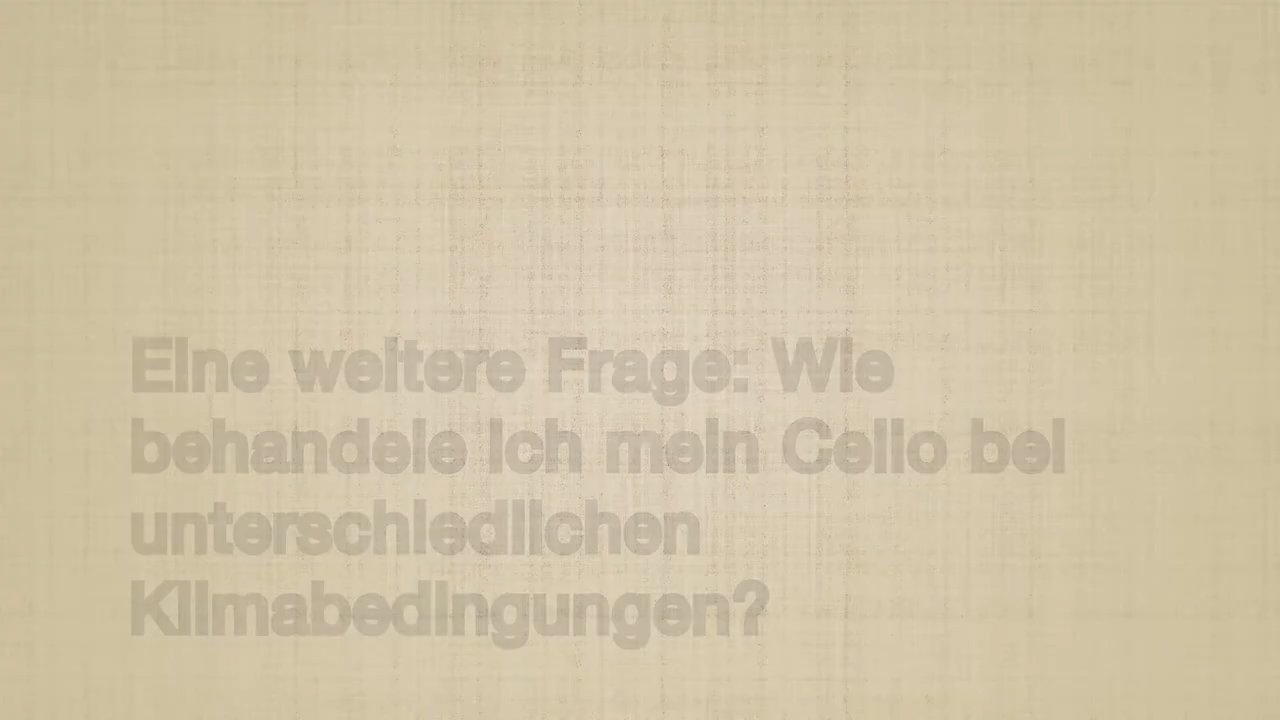 Eine weitere Frage: Wie
behandele ich mein Cello bei
unterschiedlichen
Klimabedingungen?